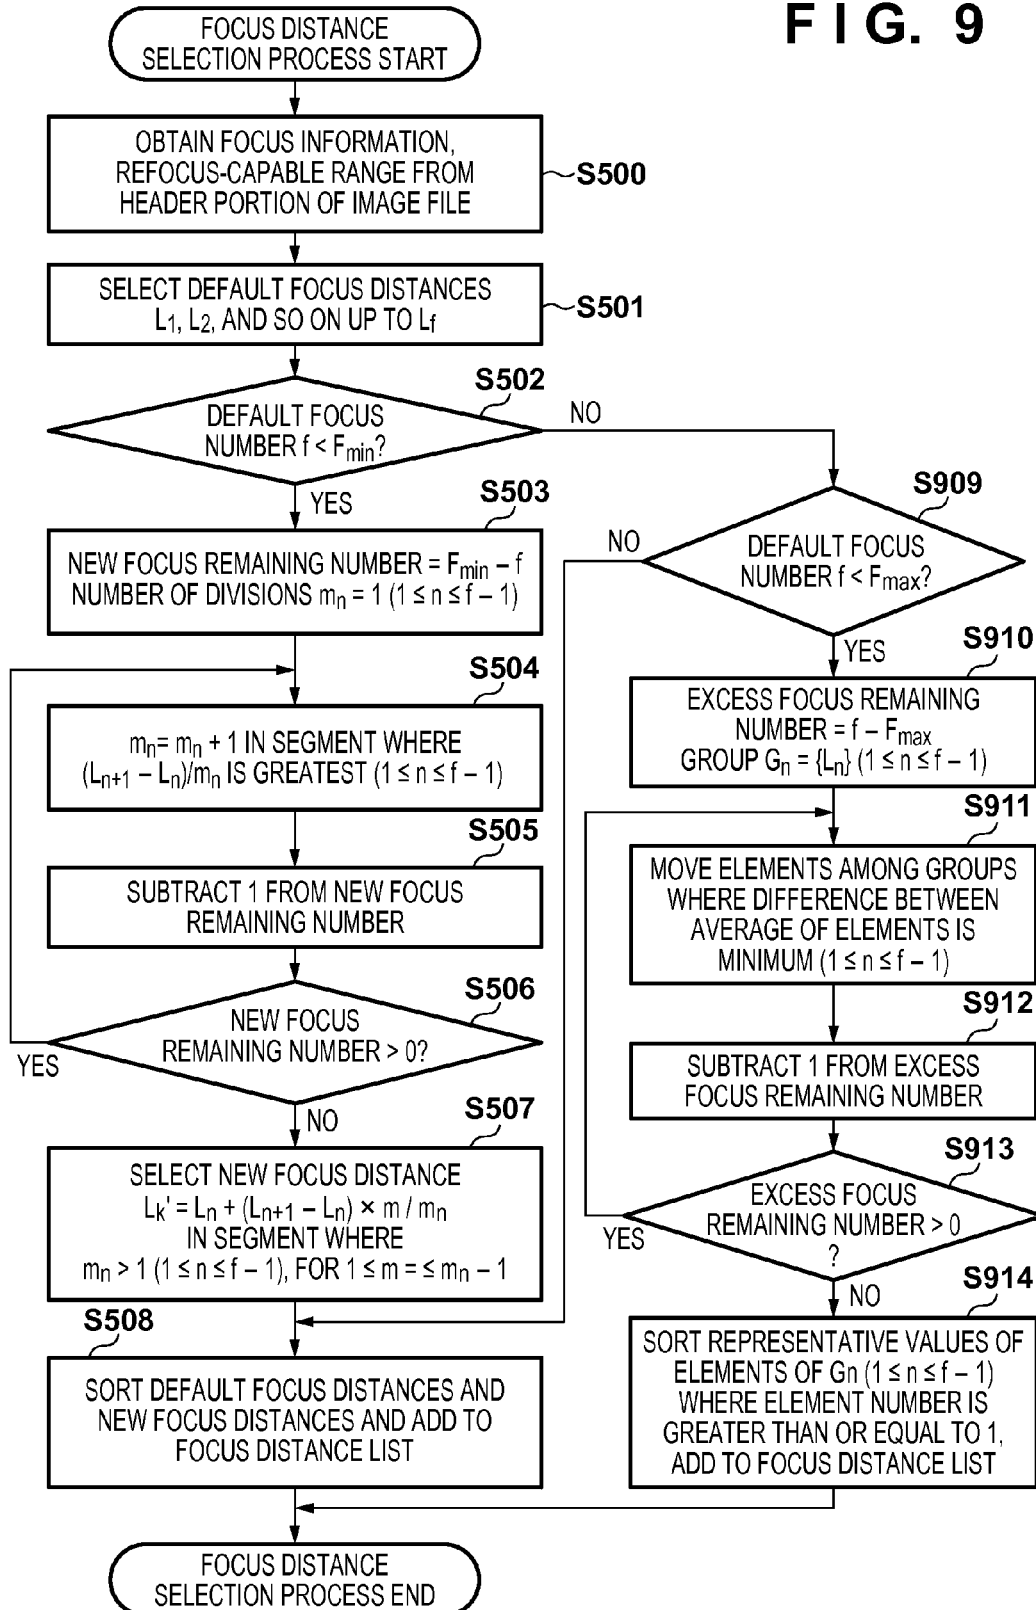 FIG. 9
FOCUS DISTANCE
SELECTION PROCESS START
OBTAIN FOCUS INFORMATION,
REFOCUS-CAPABLE RANGE FROM
HEADER PORTION OF IMAGE FILE
S500
SELECT DEFAULT FOCUS DISTANCES
L1, L2, AND SO ON UP TO Lf
S501
S502
DEFAULT FOCUS
NUMBER f < Fmin?
NO
YES
S503
NEW FOCUS REMAINING NUMBER = Fmin – f
NUMBER OF DIVISIONS mn = 1 (1 ≤ n ≤ f – 1)
S504
mn= mn + 1 IN SEGMENT WHERE
(Ln+1 – Ln)/mn IS GREATEST (1 ≤ n ≤ f – 1)
S505
SUBTRACT 1 FROM NEW FOCUS
REMAINING NUMBER
S506
NEW FOCUS
REMAINING NUMBER > 0?
YES
NO
S507
SELECT NEW FOCUS DISTANCE
Lk' = Ln + (Ln+1 – Ln) × m / mn
IN SEGMENT WHERE
mn > 1 (1 ≤ n ≤ f – 1), FOR 1 ≤ m = ≤ mn – 1
S508
SORT DEFAULT FOCUS DISTANCES AND
NEW FOCUS DISTANCES AND ADD TO
FOCUS DISTANCE LIST
S909
DEFAULT FOCUS
NUMBER f < Fmax?
NO
YES
S910
EXCESS FOCUS REMAINING
NUMBER = f – Fmax
GROUP Gn = {Ln} (1 ≤ n ≤ f – 1)
S911
MOVE ELEMENTS AMONG GROUPS
WHERE DIFFERENCE BETWEEN
AVERAGE OF ELEMENTS IS
MINIMUM (1 ≤ n ≤ f – 1)
S912
SUBTRACT 1 FROM EXCESS
FOCUS REMAINING NUMBER
S913
EXCESS FOCUS
REMAINING NUMBER > 0
?
YES
NO
S914
SORT REPRESENTATIVE VALUES OF
ELEMENTS OF Gn (1 ≤ n ≤ f – 1)
WHERE ELEMENT NUMBER IS
GREATER THAN OR EQUAL TO 1,
ADD TO FOCUS DISTANCE LIST
FOCUS DISTANCE
SELECTION PROCESS END